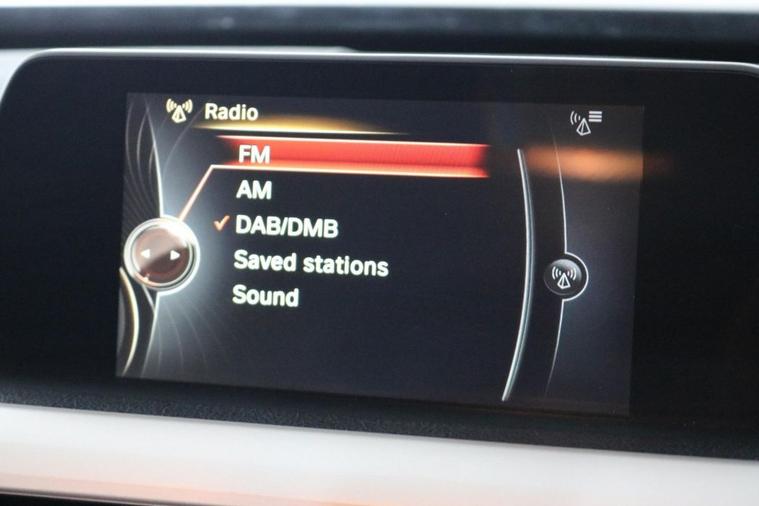 Radio
FM
AM
DAB/DMB
Saved stations
Sound